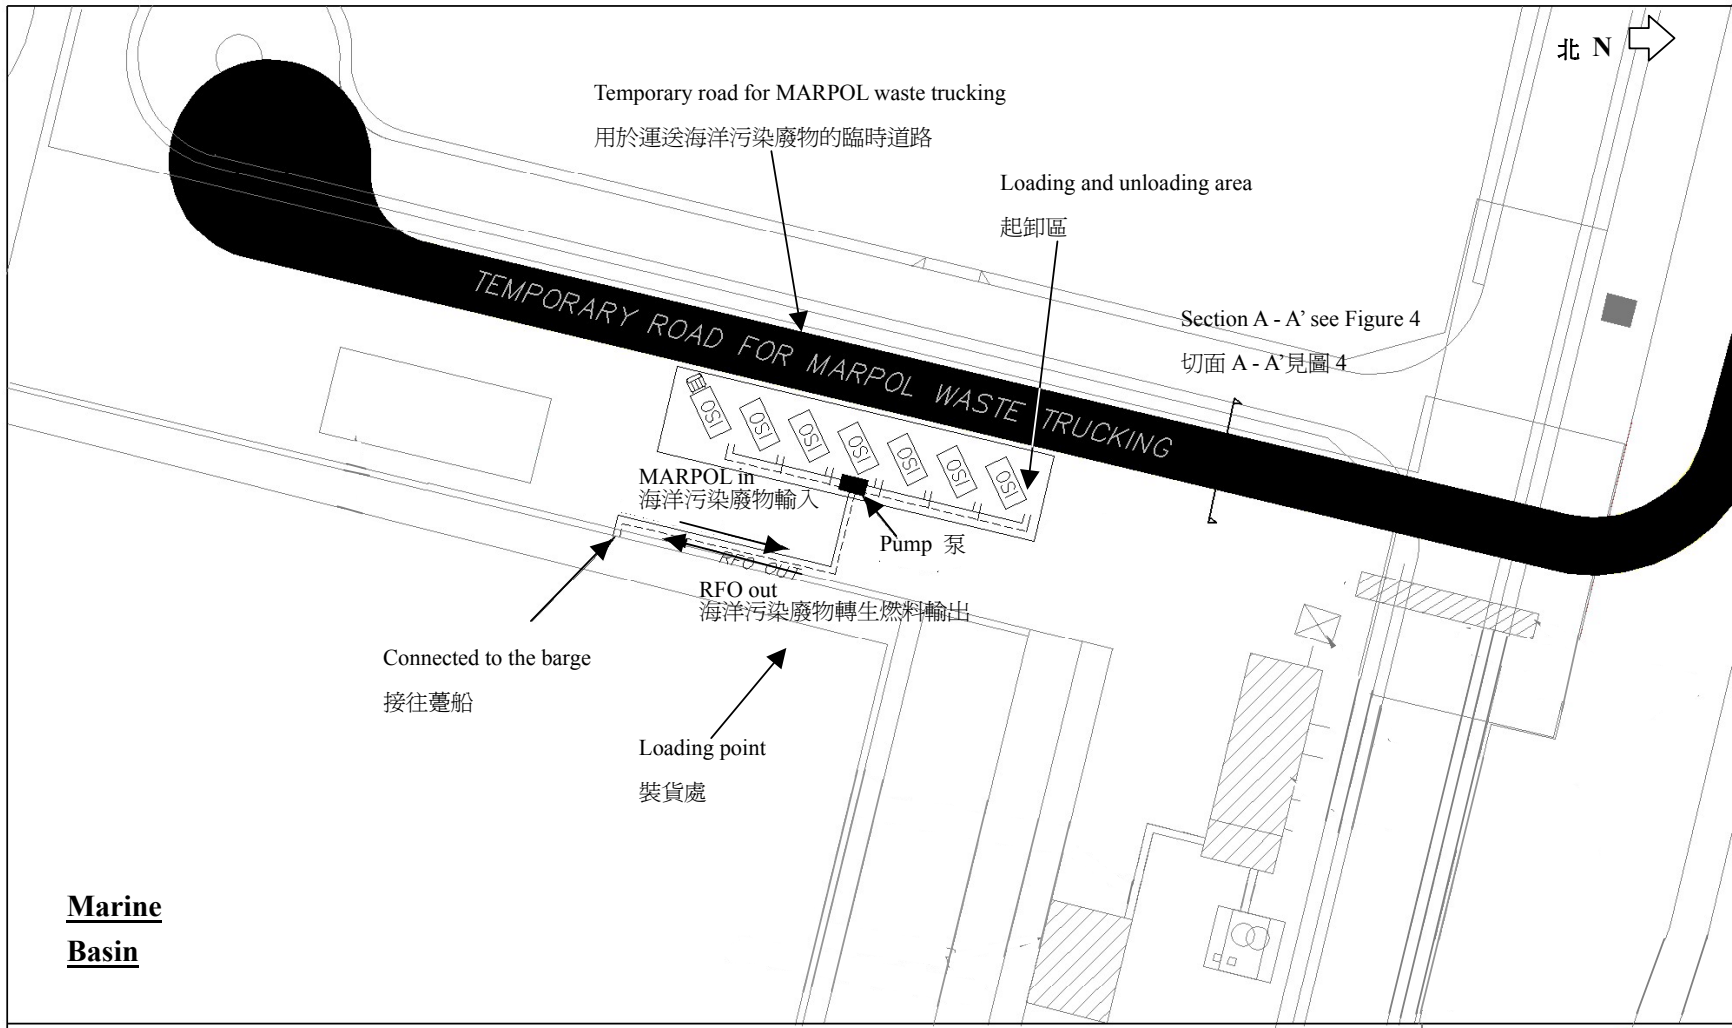 北 N
Temporary road for MARPOL waste trucking
用於運送海洋污染廢物的臨時道路
Loading and unloading area
起卸區
Section A - A’ see Figure 4
切面 A - A’見圖 4
TEMPORARY ROAD FOR MARPOL WASTE TRUCKING
ISO
ISO
ISO
ISO
ISO
ISO
ISO
MARPOL in
海洋污染廢物輸入
Pump 泵
RFO OUT
RFO out
海洋污染廢物轉生燃料輸出
Connected to the barge
接往躉船
Loading point
裝貨處
Marine
Basin